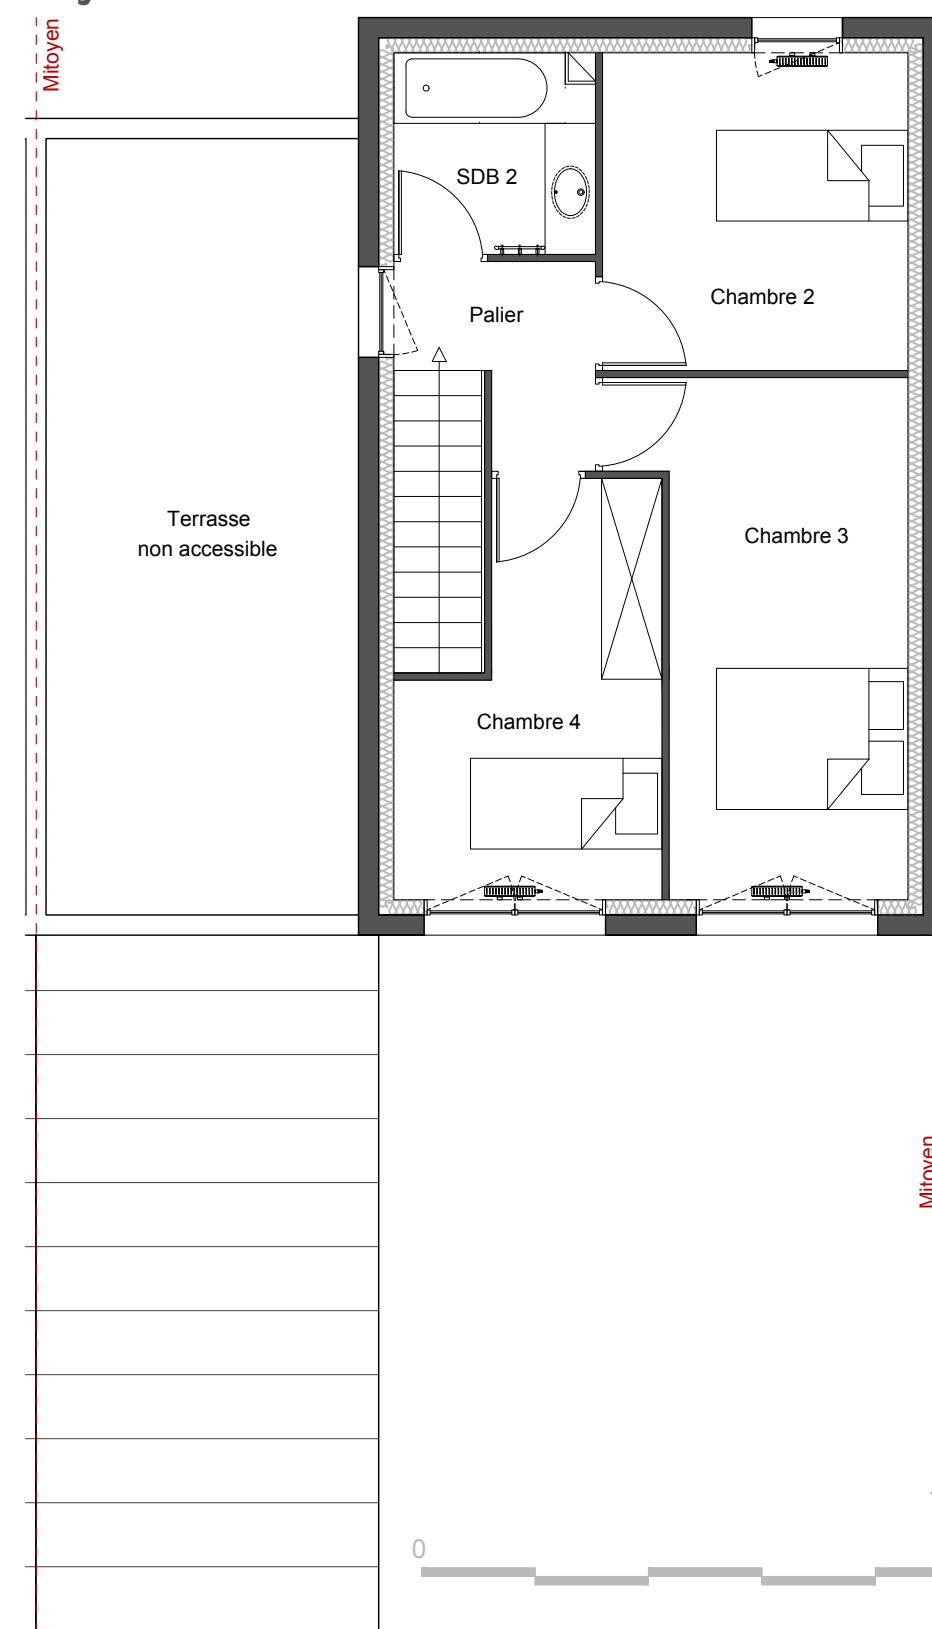 Mitoyen
SDB 2
Chambre 2
Palier
Terrasse
non accessible
Chambre 3
Chambre 4
Mitoyen
0